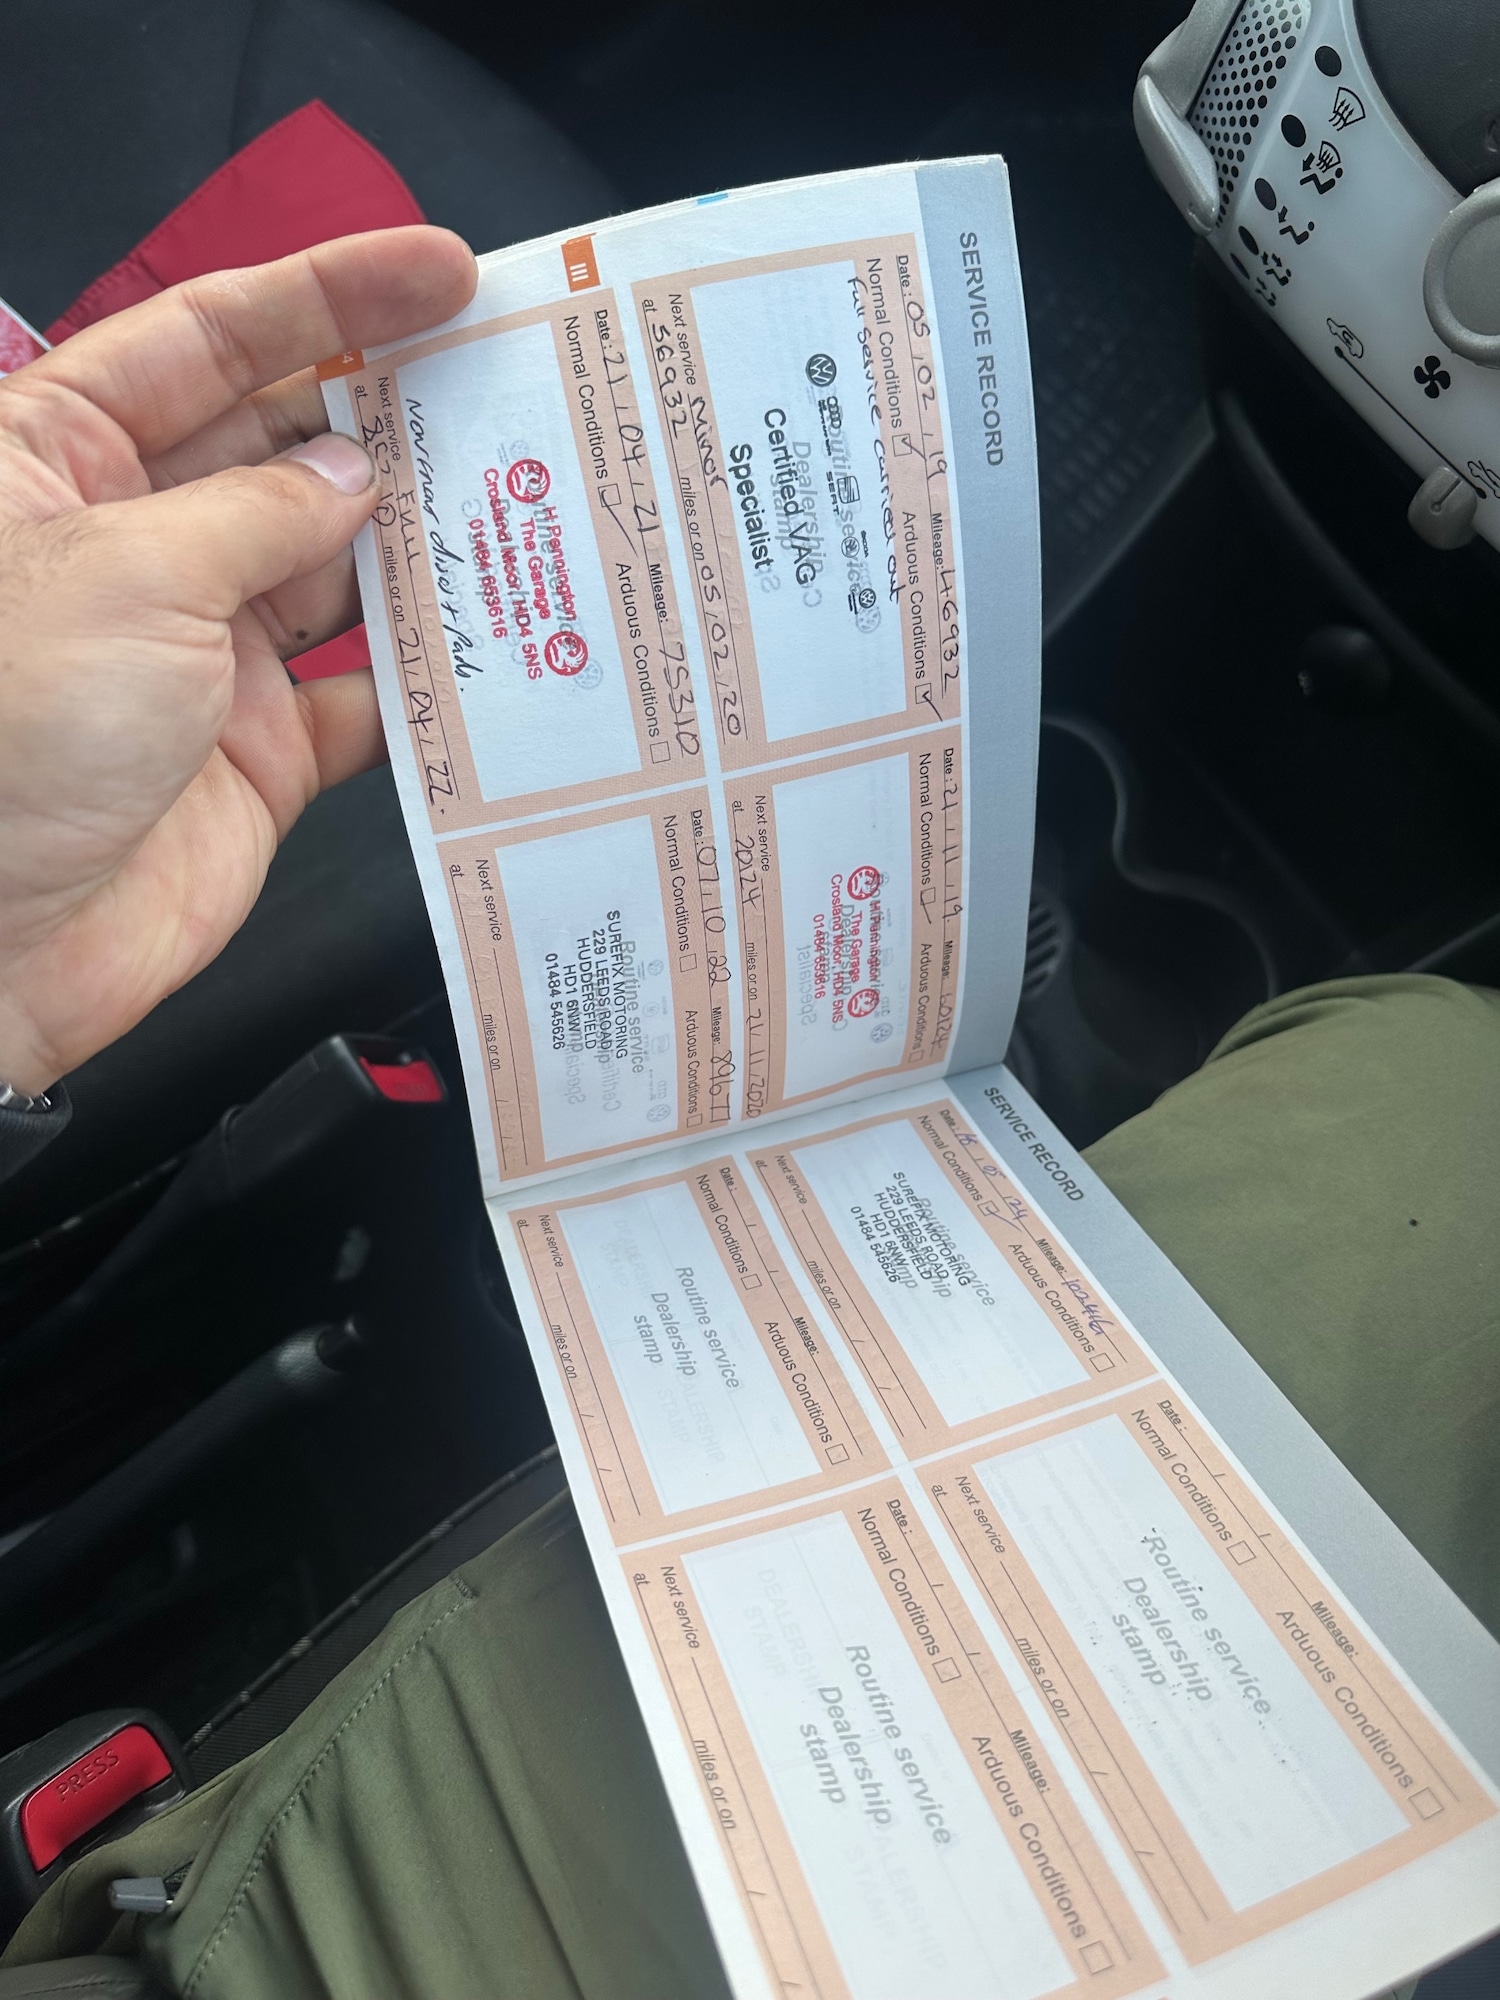 SERVICE RECORD
Date: 05 / 02 / 19 Mileage: 46932
Normal Conditions Arduous Conditions
Full Service Carried out
Certified VAG
Specialist
Next service Minor
at 56932 miles or on 05 / 02 / 20
Date: 21 / 11 / 19 Mileage: 60124
Normal Conditions Arduous Conditions
H Pennington
The Garage
Crosland Moor, HD4 5NS
01484 653616
Next service
at 70124 miles or on 21 / 11 / 2020
III
Date: 21 / 04 / 21 Mileage: 75310
Normal Conditions Arduous Conditions
H Pennington
The Garage
Crosland Moor, HD4 5NS
01484 653616
discs + Pads.
Next service Full
at miles or on 21 / 04 / 22.
Date: 07 / 10 / 22 Mileage: 89677
Normal Conditions Arduous Conditions
Routine service
SUREFIX MOTORING
229 LEEDS ROAD
HUDDERSFIELD
HD1 6NW
01484 545626
Next service
at miles or on / /
SERVICE RECORD
Date: / 05 / 24 Mileage: 102416
Normal Conditions Arduous Conditions
Routine service
SUREFIX MOTORING
229 LEEDS ROAD
HUDDERSFIELD
HD1 6NW
01484 545626
Next service
at miles or on / /
Date: / / Mileage:
Normal Conditions Arduous Conditions
Routine service
Dealership
stamp
Next service
at miles or on / /
Date: / / Mileage:
Normal Conditions Arduous Conditions
Routine service
Dealership
stamp
Next service
at miles or on / /
Date: / / Mileage:
Normal Conditions Arduous Conditions
Routine service
Dealership
stamp
Next service
at miles or on / /
PRESS